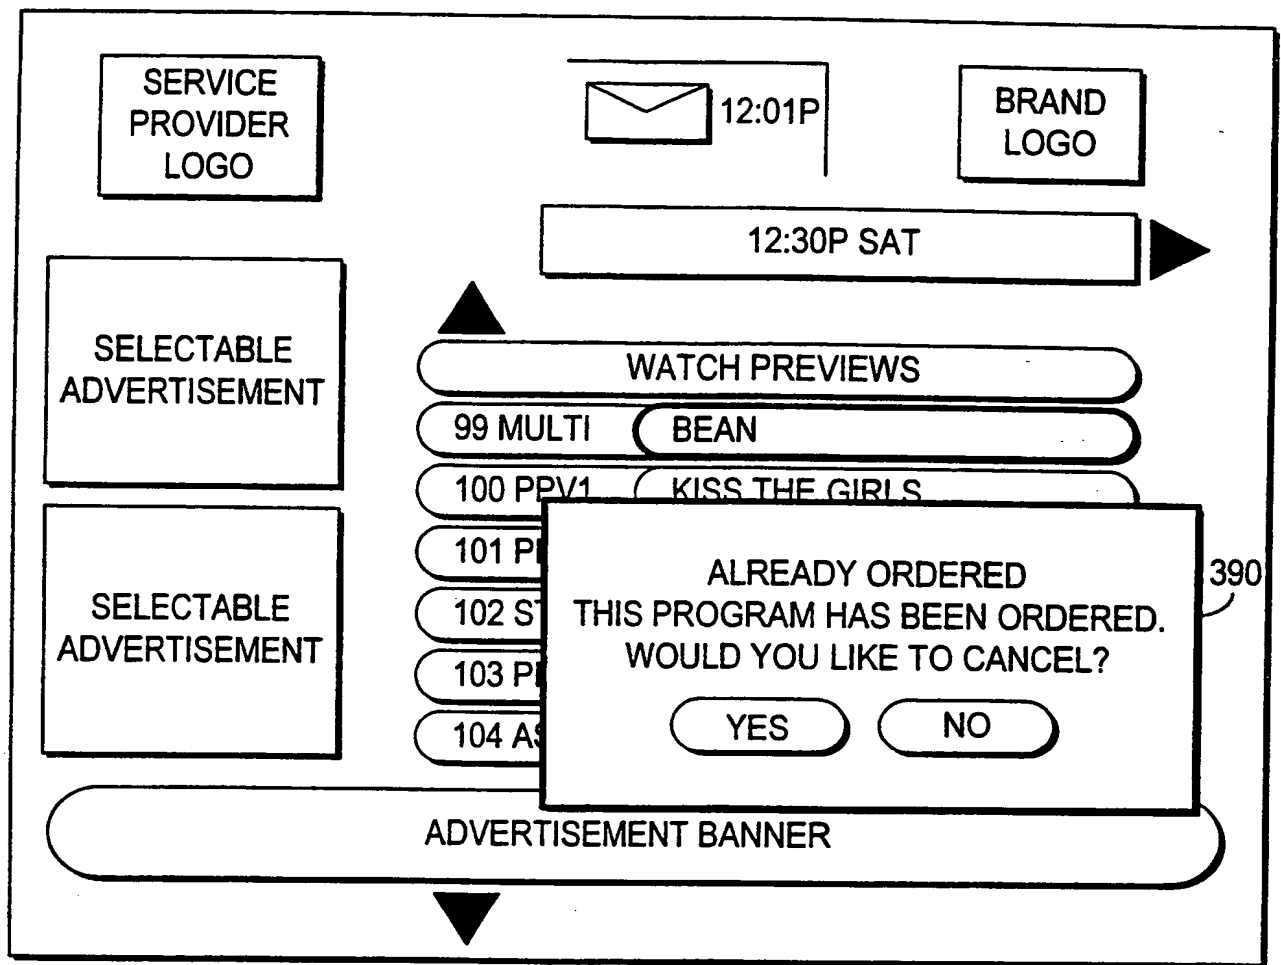 SERVICE
PROVIDER
LOGO
12:01P
BRAND
LOGO
12:30P SAT
SELECTABLE
ADVERTISEMENT
WATCH PREVIEWS
99 MULTI BEAN
100 PPV1 KISS THE GIRLS
101
102
103
104
SELECTABLE
ADVERTISEMENT
ALREADY ORDERED
THIS PROGRAM HAS BEEN ORDERED.
WOULD YOU LIKE TO CANCEL?
YES NO
390
ADVERTISEMENT BANNER